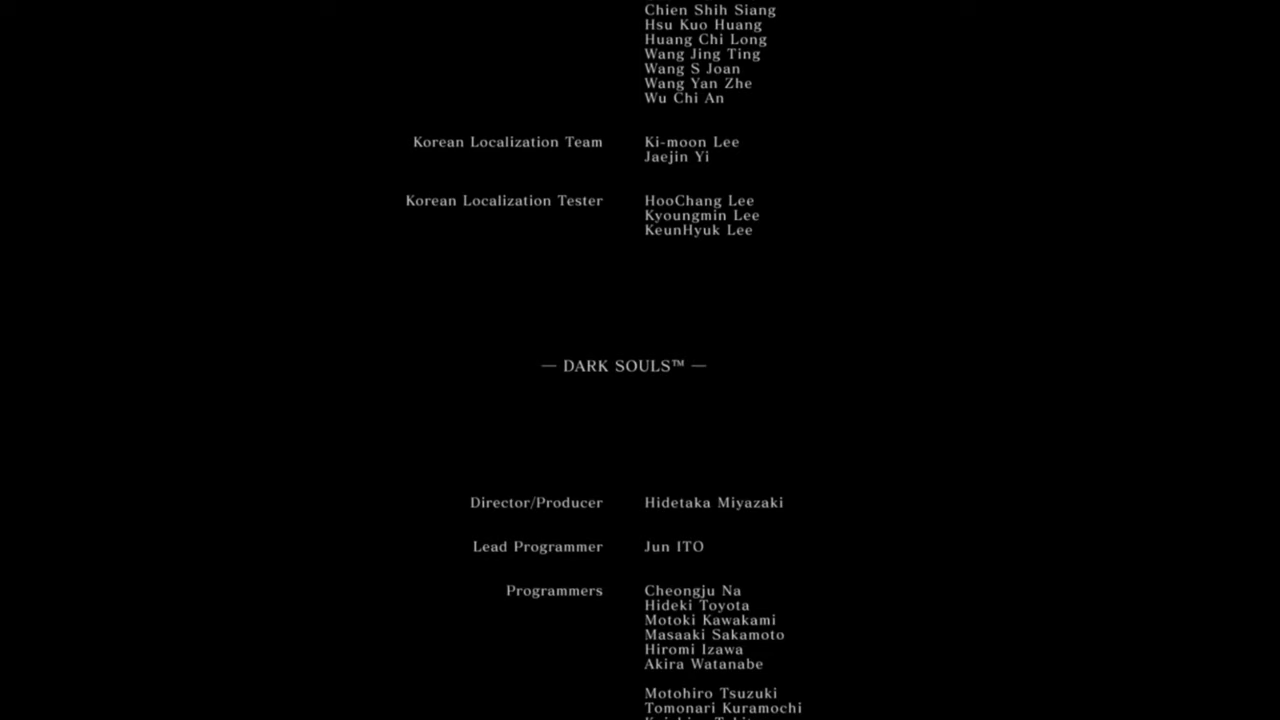 Chien Shih Siang
Hsu Kuo Huang
Huang Chi Long
Wang Jing Ting
Wang S Joan
Wang Yan Zhe
Wu Chi An
Korean Localization Team Ki-moon Lee
Jaejin Yi
Korean Localization Tester HooChang Lee
Kyoungmin Lee
KeunHyuk Lee
— DARK SOULS™ —
Director/Producer Hidetaka Miyazaki
Lead Programmer Jun ITO
Programmers Cheongju Na
Hideki Toyota
Motoki Kawakami
Masaaki Sakamoto
Hiromi Izawa
Akira Watanabe
Motohiro Tsuzuki
Tomonari Kuramochi